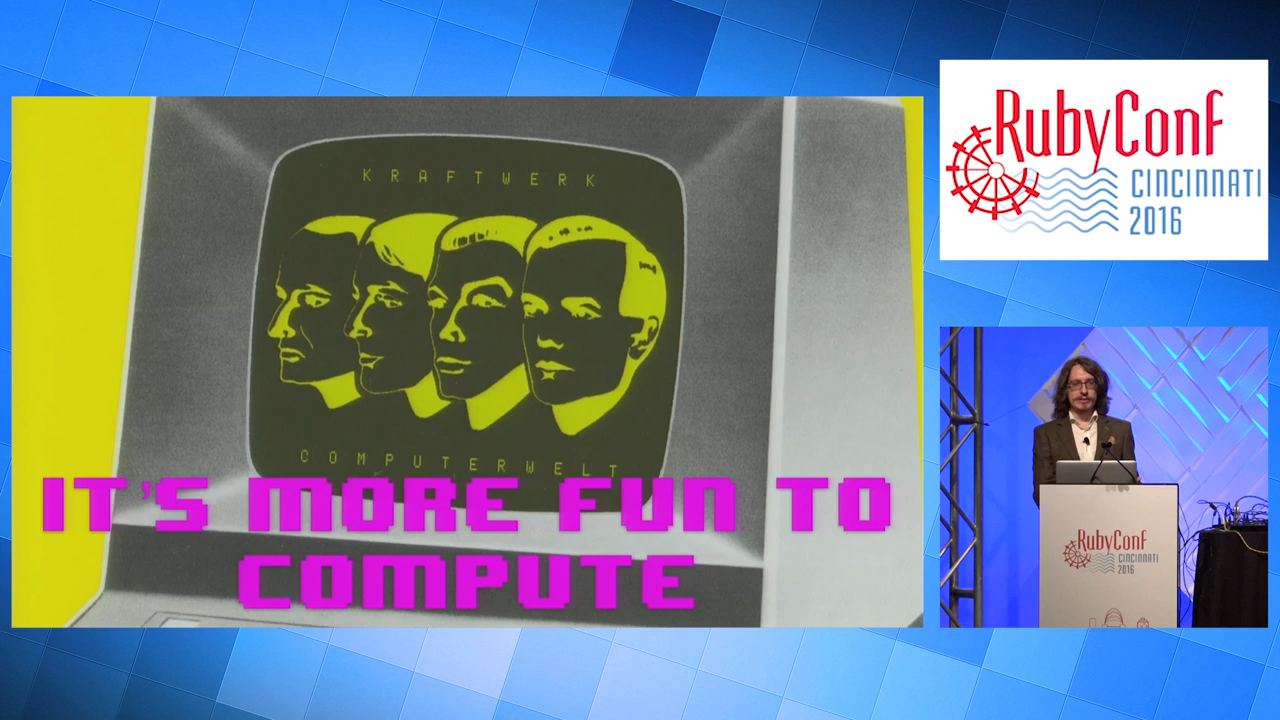 KRAFTWERK
COMPUTERWELT
IT'S MORE FUN TO
COMPUTE
RubyConf
CINCINNATI
2016
RubyConf
CINCINNATI
2016